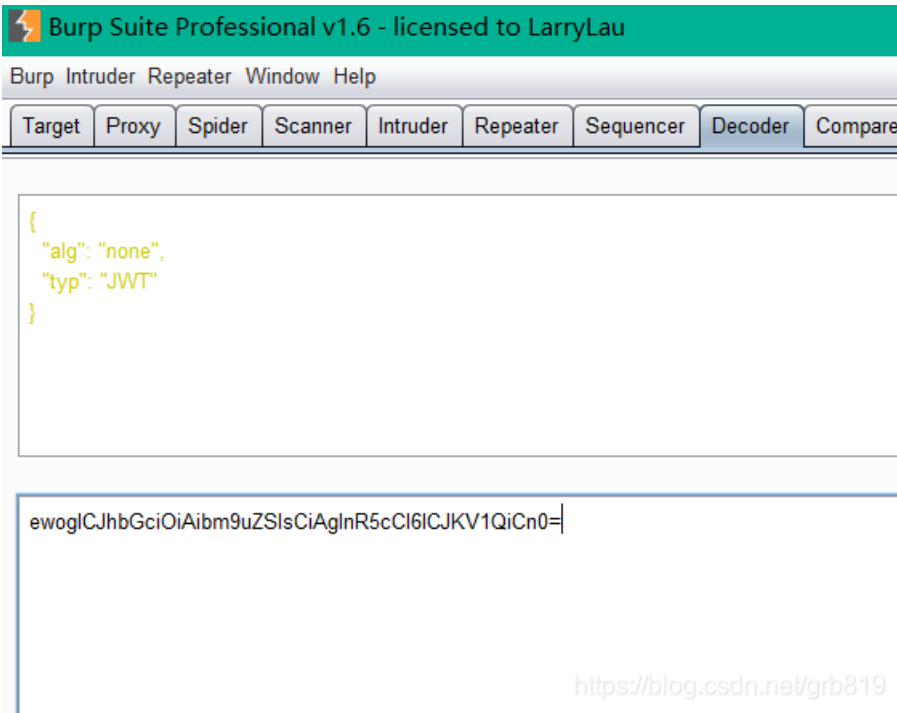 Burp Suite Professional v1.6 - licensed to LarryLau
Burp Intruder Repeater Window Help
Target Proxy Spider Scanner Intruder Repeater Sequencer Decoder Compare
{
"alg": "none",
"typ": "JWT"
}
ewogICJhbGciOiAibm9uZSIsCiAgInR5cCI6ICJKV1QiCn0=
https://blog.csdn.net/grb819